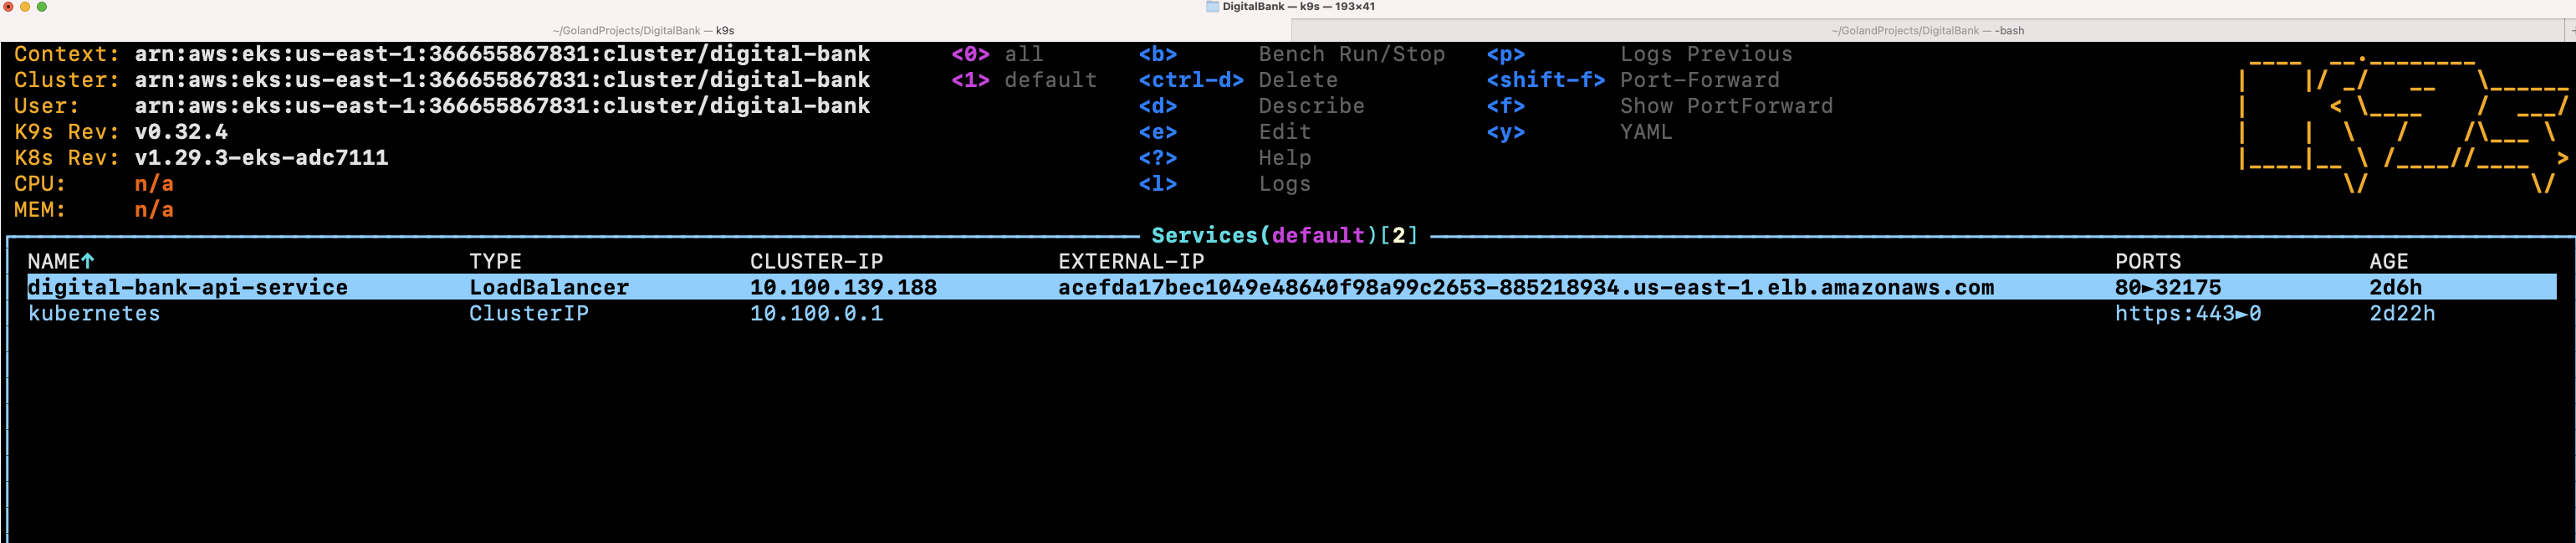 DigitalBank — k9s — 193×41
~/GolandProjects/DigitalBank — k9s ~/GolandProjects/DigitalBank — -bash +
Context: arn:aws:eks:us-east-1:366655867831:cluster/digital-bank <0> all <b> Bench Run/Stop <p> Logs Previous
Cluster: arn:aws:eks:us-east-1:366655867831:cluster/digital-bank <1> default <ctrl-d> Delete <shift-f> Port-Forward
User: arn:aws:eks:us-east-1:366655867831:cluster/digital-bank <d> Describe <f> Show PortForward
K9s Rev: v0.32.4 <e> Edit <y> YAML
K8s Rev: v1.29.3-eks-adc7111 <?> Help
CPU: n/a <l> Logs
MEM: n/a
Services(default)[2]
NAME↑ TYPE CLUSTER-IP EXTERNAL-IP PORTS AGE
digital-bank-api-service LoadBalancer 10.100.139.188 acefda17bec1049e48640f98a99c2653-885218934.us-east-1.elb.amazonaws.com 80►32175 2d6h
kubernetes ClusterIP 10.100.0.1 https:443►0 2d22h